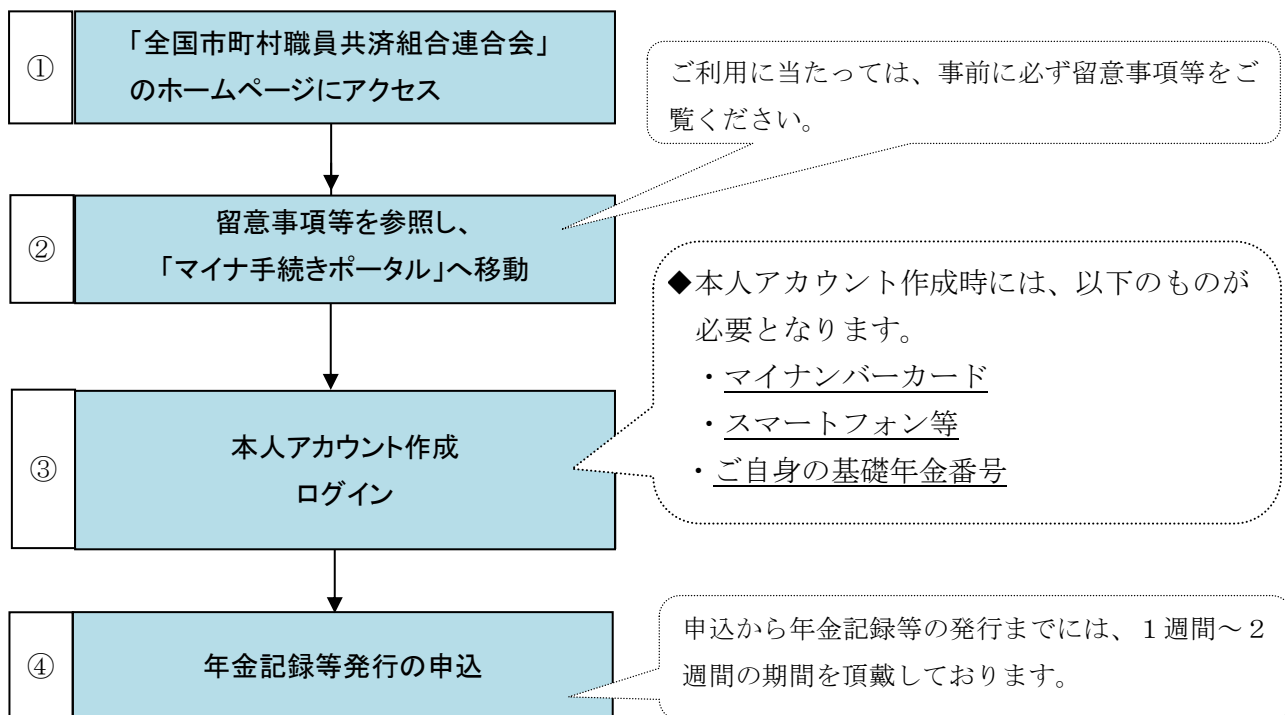 ①
「全国市町村職員共済組合連合会」
のホームページにアクセス
ご利用に当たっては、事前に必ず留意事項等をご
覧ください。
②
留意事項等を参照し、
「マイナ手続きポータル」へ移動
③
本人アカウント作成
ログイン
◆本人アカウント作成時には、以下のものが
必要となります。
・マイナンバーカード
・スマートフォン等
・ご自身の基礎年金番号
④
年金記録等発行の申込
申込から年金記録等の発行までには、１週間～２
週間の期間を頂戴しております。